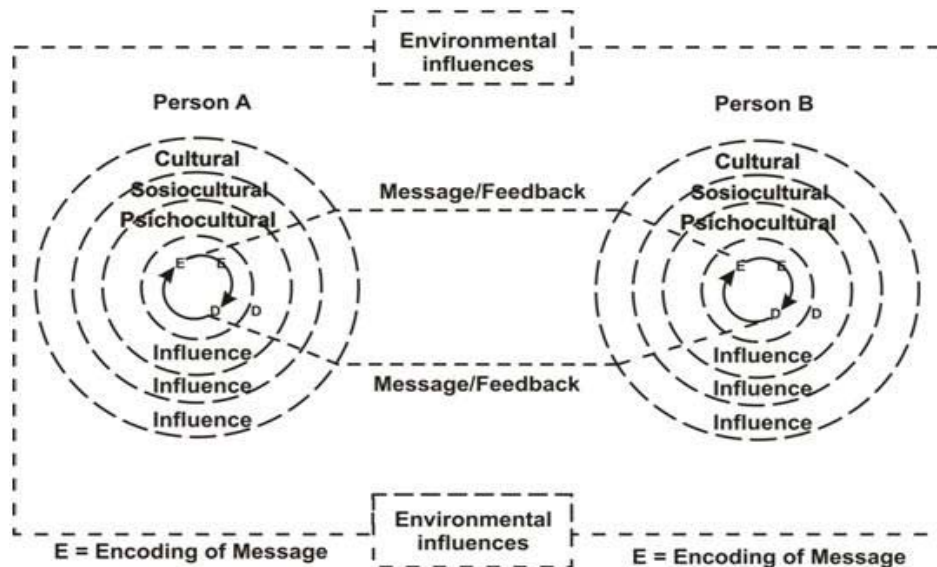 Environmental
influences
Person A
Person B
Cultural
Sosiocultural
Psichocultural
E E
D D
Influence
Influence
Influence
Message/Feedback
Message/Feedback
Cultural
Sosiocultural
Psichocultural
E E
D D
Influence
Influence
Influence
Environmental
influences
E = Encoding of Message
E = Encoding of Message